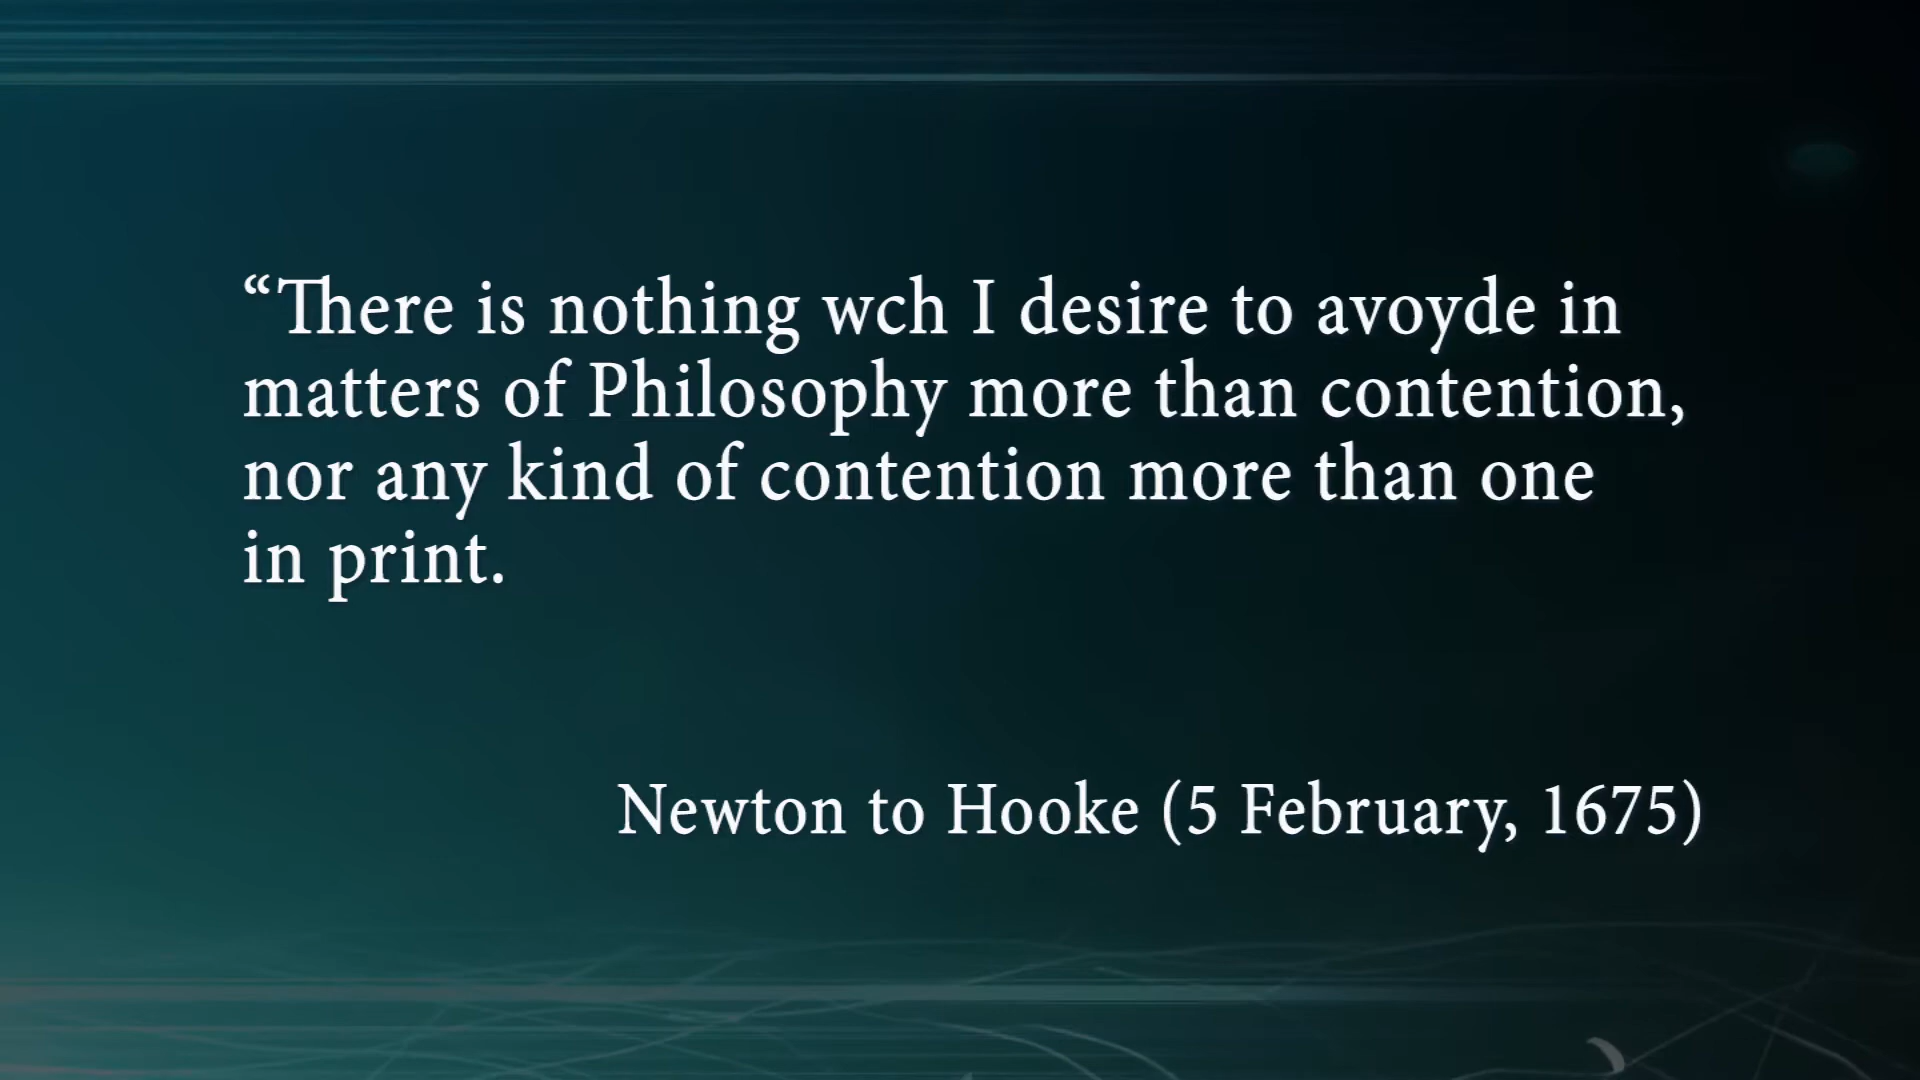 “There is nothing wch I desire to avoyde in
matters of Philosophy more than contention,
nor any kind of contention more than one
in print.
Newton to Hooke (5 February, 1675)